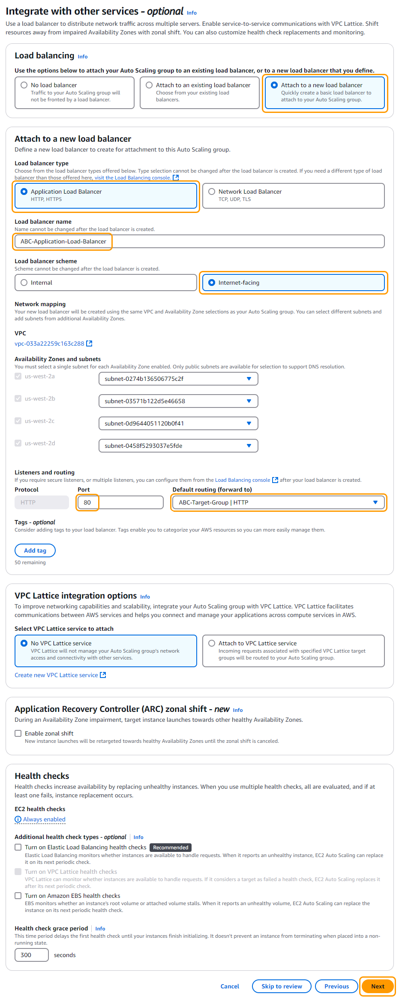 Integrate with other services - optional Info
Use a load balancer to distribute network traffic across multiple servers. Enable service-to-service communications with VPC Lattice. Shift
resources away from impaired Availability Zones with zonal shift. You can also customize health check replacements and monitoring.
Load balancing Info
Use the options below to attach your Auto Scaling group to an existing load balancer, or to a new load balancer that you define.
No load balancer
Traffic to your Auto Scaling group will
not be fronted by a load balancer.
Attach to an existing load balancer
Choose from your existing load
balancers.
Attach to a new load balancer
Quickly create a basic load balancer to
attach to your Auto Scaling group.
Attach to a new load balancer
Define a new load balancer to create for attachment to this Auto Scaling group.
Load balancer type
Choose from the load balancer types offered below. Type selection cannot be changed after the load balancer is created. If you need a different type of load
balancer than those offered here, visit the Load Balancing console.
Application Load Balancer
HTTP, HTTPS
Network Load Balancer
TCP, UDP, TLS
Load balancer name
Name cannot be changed after the load balancer is created.
ABC-Application-Load-Balancer
Load balancer scheme
Scheme cannot be changed after the load balancer is created.
Internal
Internet-facing
Network mapping
Your new load balancer will be created using the same VPC and Availability Zone selections as your Auto Scaling group. You can select different subnets and
add subnets from additional Availability Zones.
VPC
vpc-033a22259c163c288
Availability Zones and subnets
You must select a single subnet for each Availability Zone enabled. Only public subnets are available for selection to support DNS resolution.
us-west-2a
subnet-0274b136506775c2f
us-west-2b
subnet-03571b122d5e46658
us-west-2c
subnet-0d9644051120b0f41
us-west-2d
subnet-0458f5293037e5fde
Listeners and routing
If you require secure listeners, or multiple listeners, you can configure them from the Load Balancing console after your load balancer is created.
Protocol Port Default routing (forward to)
HTTP 80 ABC-Target-Group | HTTP
Tags - optional
Consider adding tags to your load balancer. Tags enable you to categorize your AWS resources so you can more easily manage them.
Add tag
50 remaining
VPC Lattice integration options Info
To improve networking capabilities and scalability, integrate your Auto Scaling group with VPC Lattice. VPC Lattice facilitates
communications between AWS services and helps you connect and manage your applications across compute services in AWS.
Select VPC Lattice service to attach
No VPC Lattice service
VPC Lattice will not manage your Auto Scaling group's network
access and connectivity with other services.
Attach to VPC Lattice service
Incoming requests associated with specified VPC Lattice target
groups will be routed to your Auto Scaling group.
Create new VPC Lattice service
Application Recovery Controller (ARC) zonal shift - new Info
During an Availability Zone impairment, target instance launches towards other healthy Availability Zones.
Enable zonal shift
New instance launches will be retargeted towards healthy Availability Zones until the zonal shift is canceled.
Health checks
Health checks increase availability by replacing unhealthy instances. When you use multiple health checks, all are evaluated, and if at
least one fails, instance replacement occurs.
EC2 health checks
Always enabled
Additional health check types - optional Info
Turn on Elastic Load Balancing health checks Recommended
Elastic Load Balancing monitors whether instances are available to handle requests. When it reports an unhealthy instance, EC2 Auto Scaling can replace
it on its next periodic check.
Turn on VPC Lattice health checks
VPC Lattice can monitor whether instances are available to handle requests. If it considers a target as failed a health check, EC2 Auto Scaling replaces it
after its next periodic check.
Turn on Amazon EBS health checks
EBS monitors whether an instance's root volume or attached volume stalls. When it reports an unhealthy volume, EC2 Auto Scaling can replace the
instance on its next periodic health check.
Health check grace period Info
This time period delays the first health check until your instances finish initializing. It doesn't prevent an instance from terminating when placed into a non-
running state.
300 seconds
Cancel Skip to review Previous Next